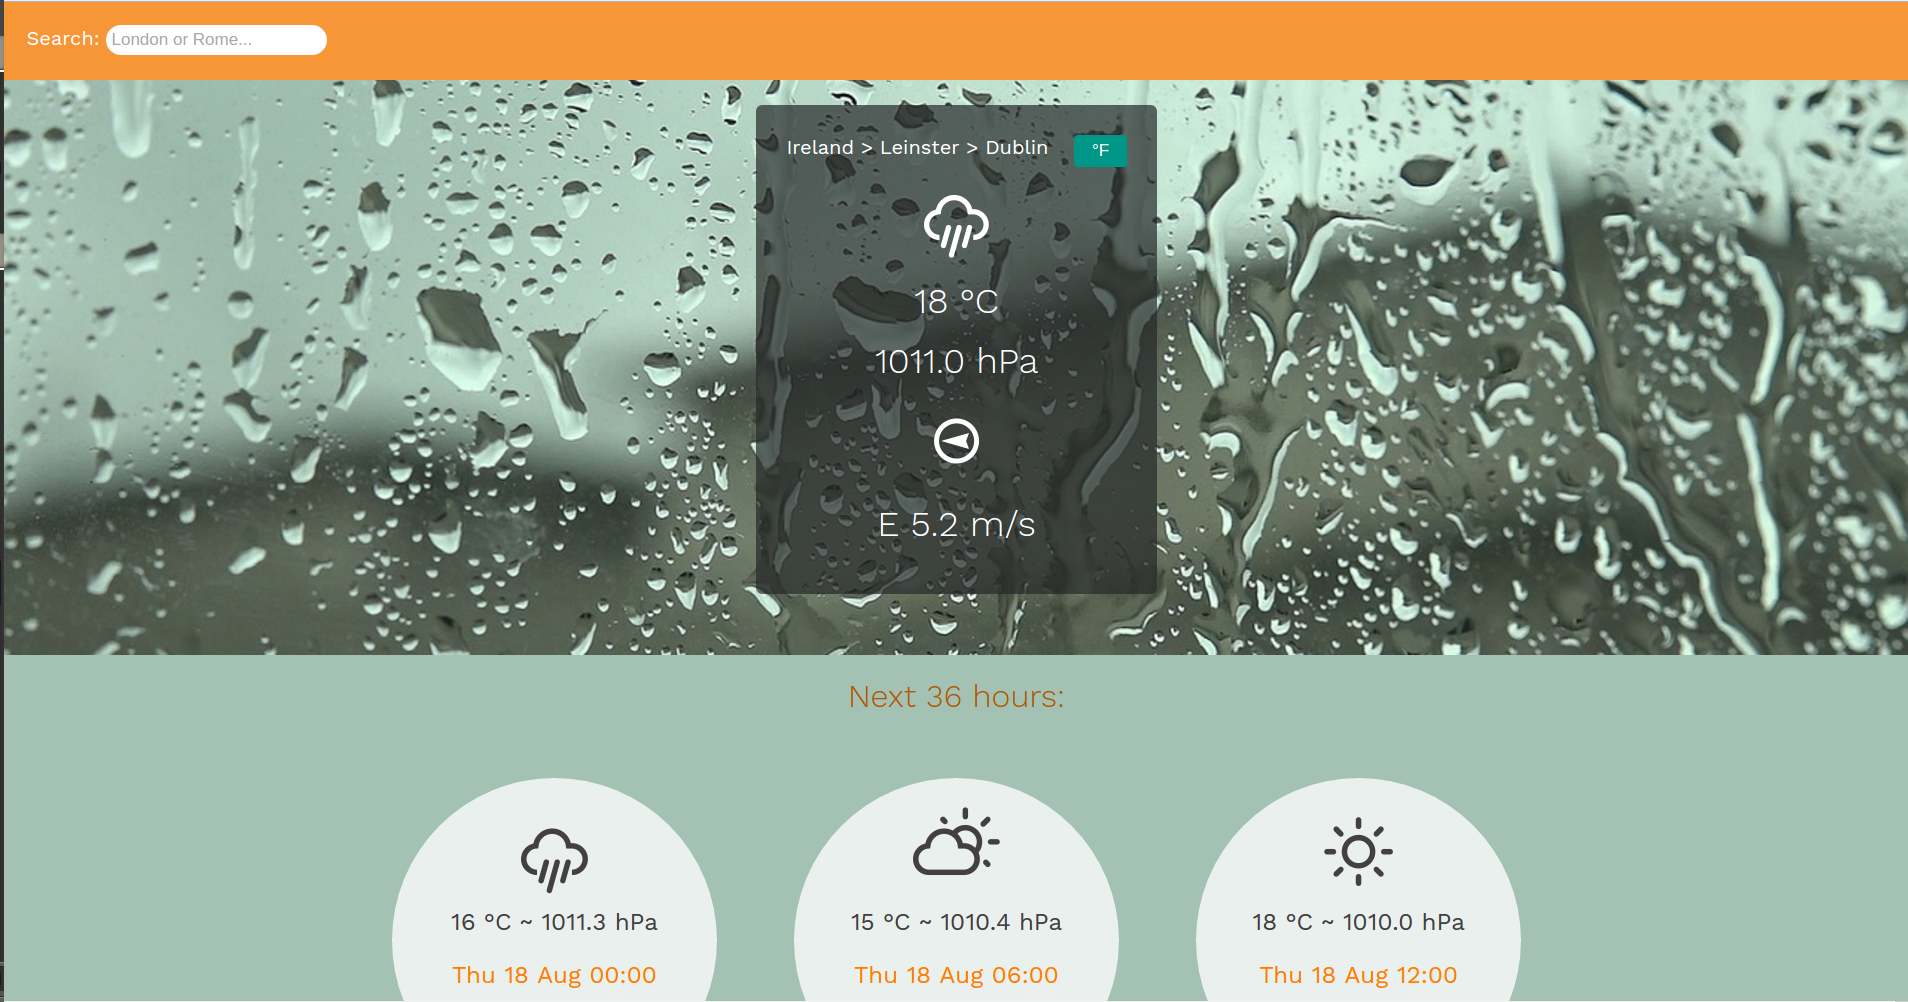 Search: London or Rome...
Ireland > Leinster > Dublin °F
18 °C
1011.0 hPa
E 5.2 m/s
Next 36 hours:
16 °C ~ 1011.3 hPa
Thu 18 Aug 00:00
15 °C ~ 1010.4 hPa
Thu 18 Aug 06:00
18 °C ~ 1010.0 hPa
Thu 18 Aug 12:00